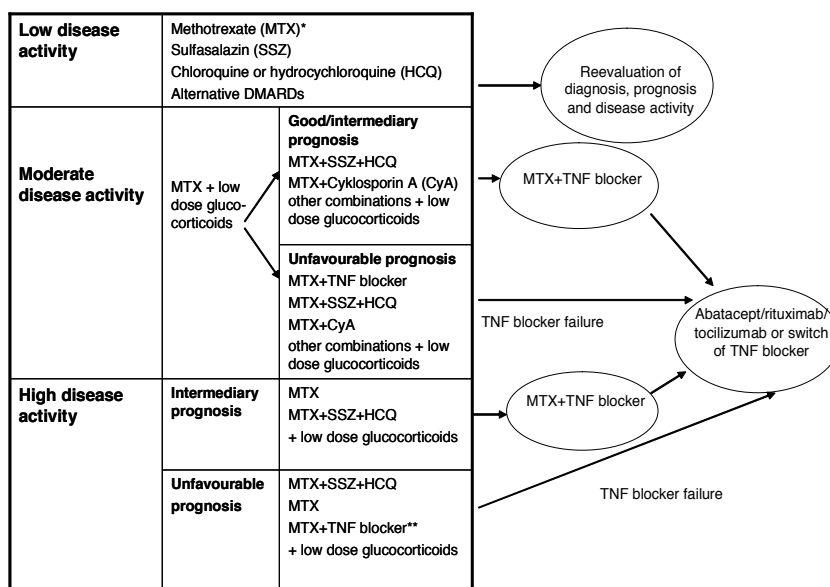 Low disease
activity
Methotrexate (MTX)*
Sulfasalazin (SSZ)
Chloroquine or hydrocychloroquine (HCQ)
Alternative DMARDs
Reevaluation of
diagnosis, prognosis
and disease activity
Moderate
disease activity
MTX + low
dose gluco-
corticoids
Good/intermediary
prognosis
MTX+SSZ+HCQ
MTX+Cyklosporin A (CyA)
other combinations + low
dose glucocorticoids
MTX+TNF blocker
Unfavourable prognosis
MTX+TNF blocker
MTX+SSZ+HCQ
MTX+CyA
other combinations + low
dose glucocorticoids
TNF blocker failure
Abatacept/rituximab/
tocilizumab or switch
of TNF blocker
High disease
activity
Intermediary
prognosis
MTX
MTX+SSZ+HCQ
+ low dose glucocorticoids
MTX+TNF blocker
Unfavourable
prognosis
MTX+SSZ+HCQ
MTX
MTX+TNF blocker**
+ low dose glucocorticoids
TNF blocker failure